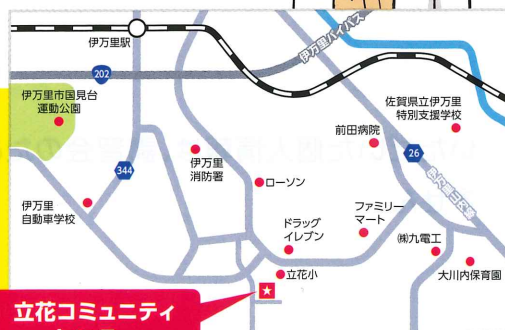 伊万里駅
伊万里バイパス
202
伊万里市国見台
運動公園
佐賀県立伊万里
特別支援学校
前田病院
26
344
伊万里
消防署
ローソン
伊万里
自動車学校
ドラッグ
イレブン
ファミリー
マート
㈱九電工
立花小
大川内保育園
立花コミュニティ